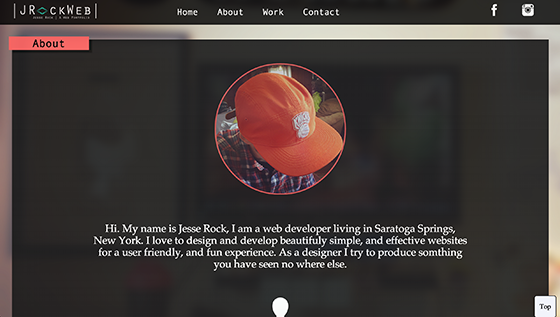 |JRockWeb|
Jesse Rock | A Web Portfolio
Home About Work Contact
About
Hi. My name is Jesse Rock, I am a web developer living in Saratoga Springs,
New York. I love to design and develop beautifuly simple, and effective websites
for a user friendly, and fun experience. As a designer I try to produce somthing
you have seen no where else.
Top